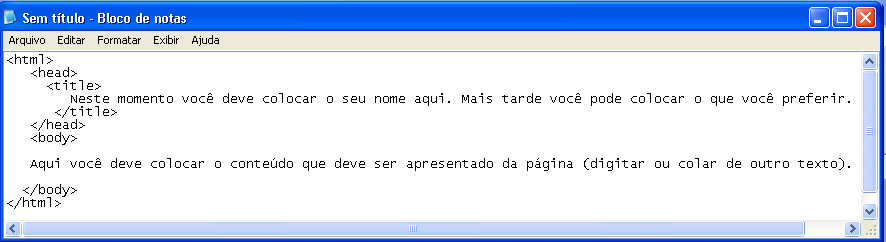 Sem título - Bloco de notas
Arquivo Editar Formatar Exibir Ajuda
<html>
<head>
<title>
Neste momento você deve colocar o seu nome aqui. Mais tarde você pode colocar o que você preferir.
</title>
</head>
<body>
Aqui você deve colocar o conteúdo que deve ser apresentado da página (digitar ou colar de outro texto).
</body>
</html>